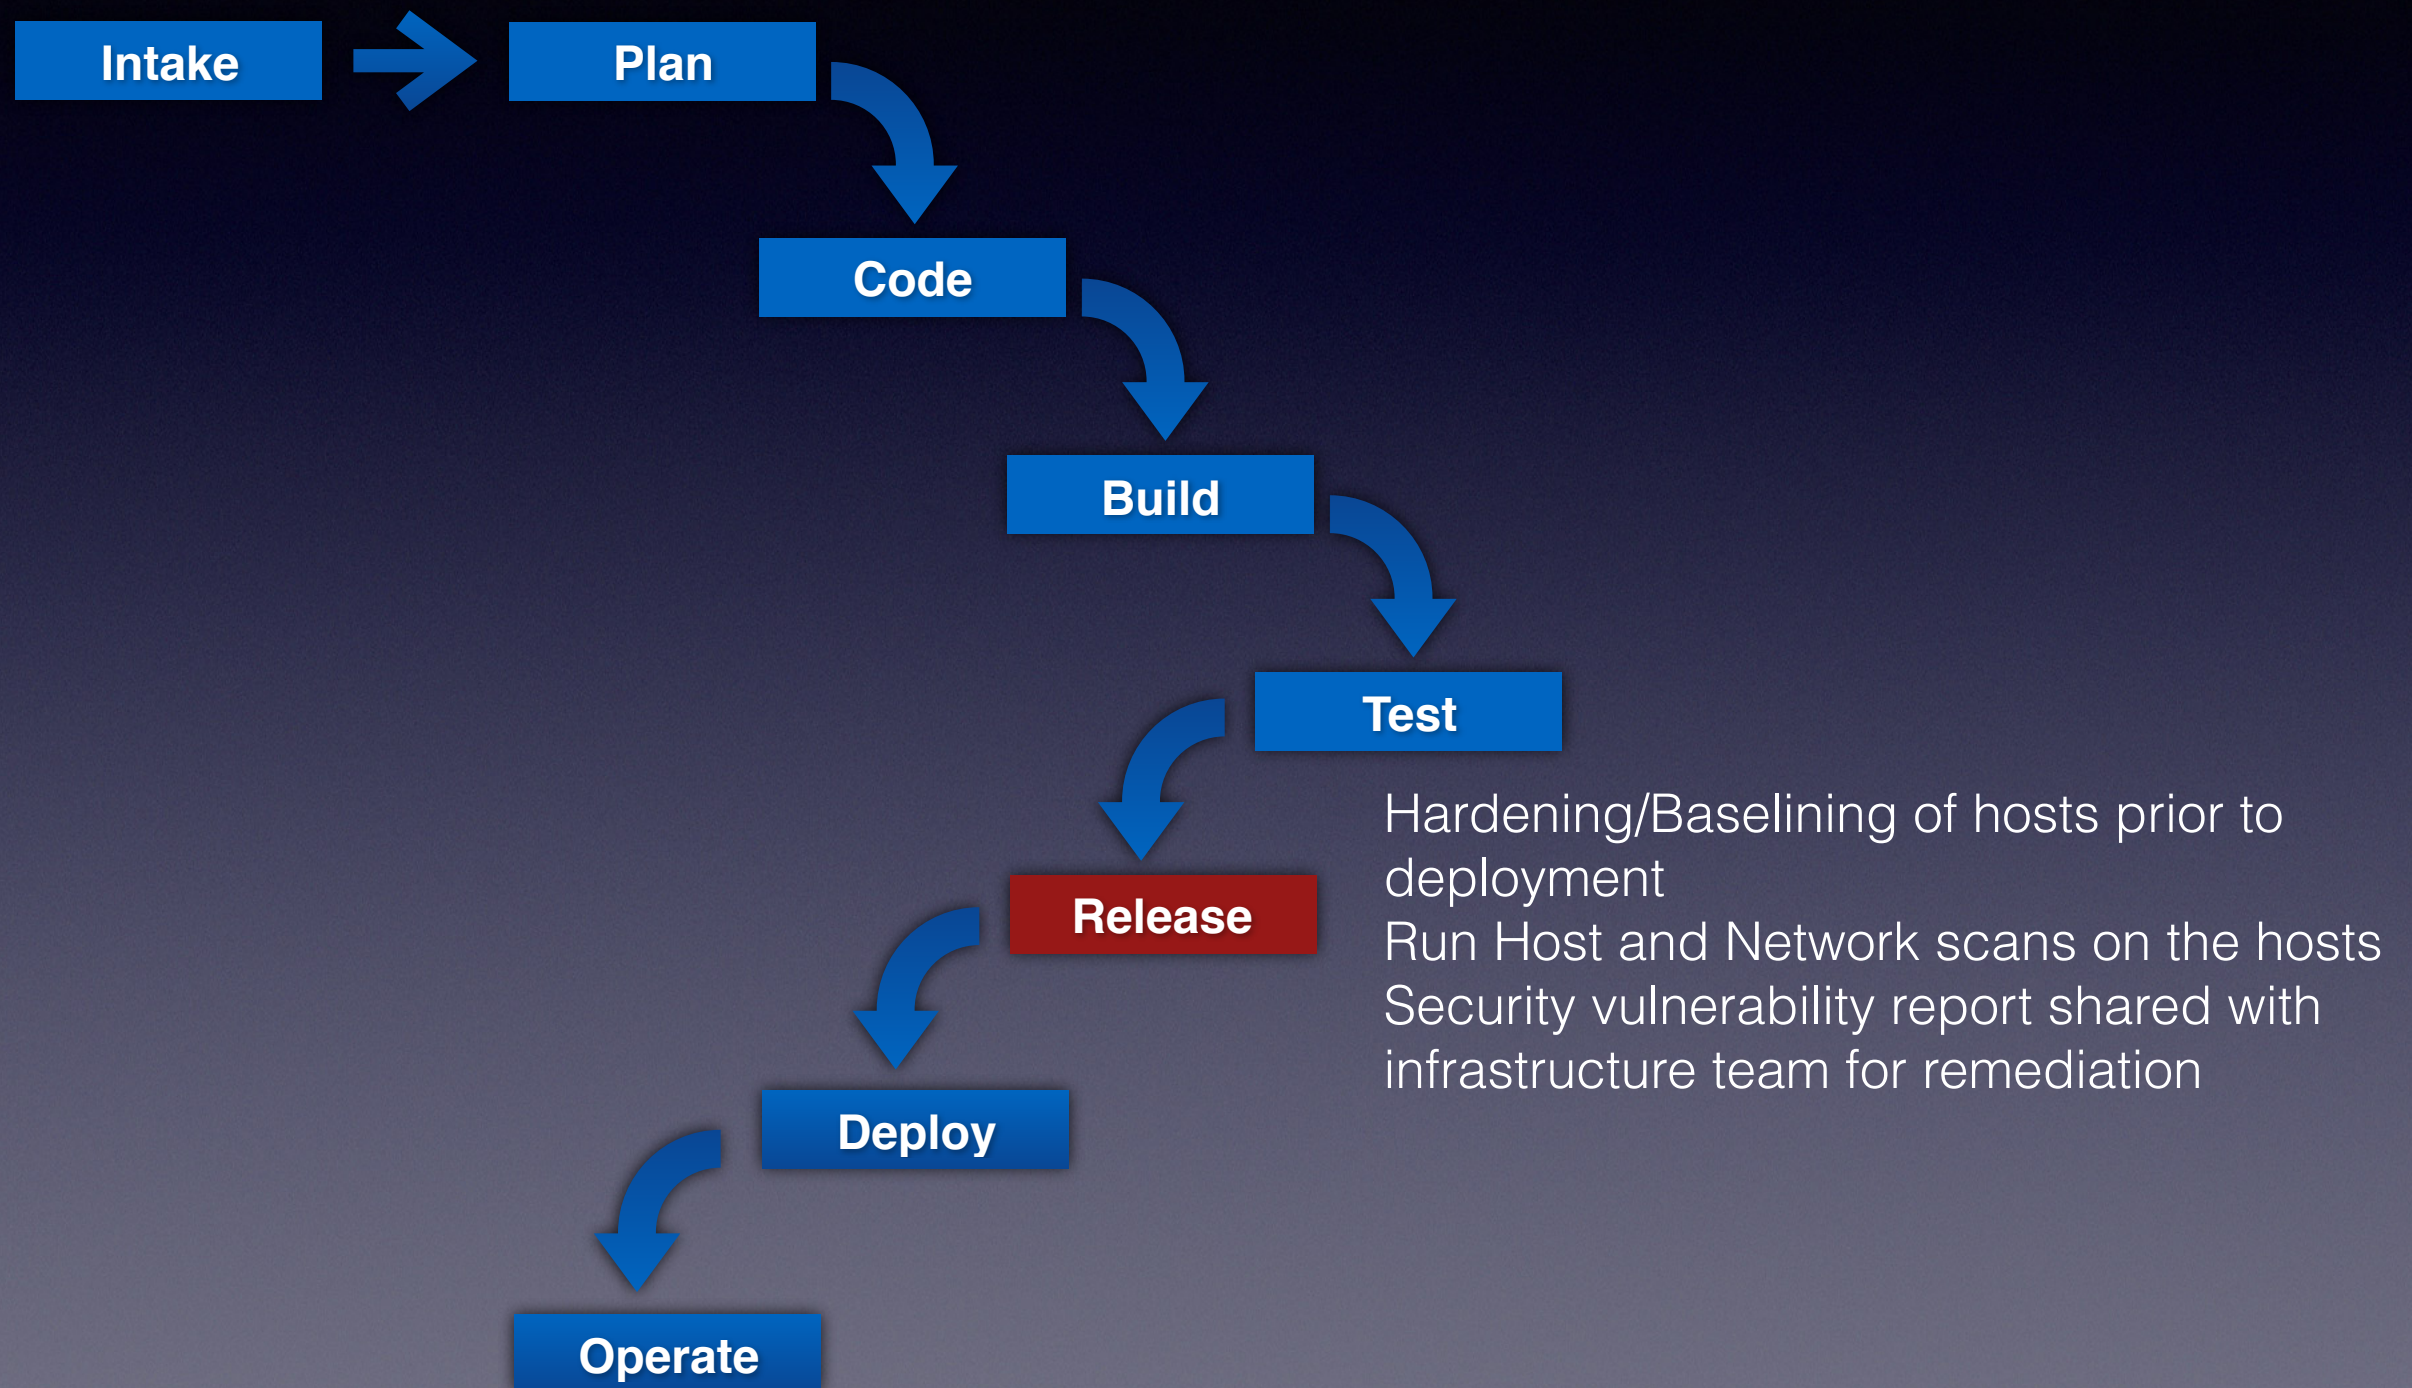 Intake
Plan
Code
Build
Test
Hardening/Baselining of hosts prior to
deployment
Release
Run Host and Network scans on the hosts
Security vulnerability report shared with
infrastructure team for remediation
Deploy
Operate